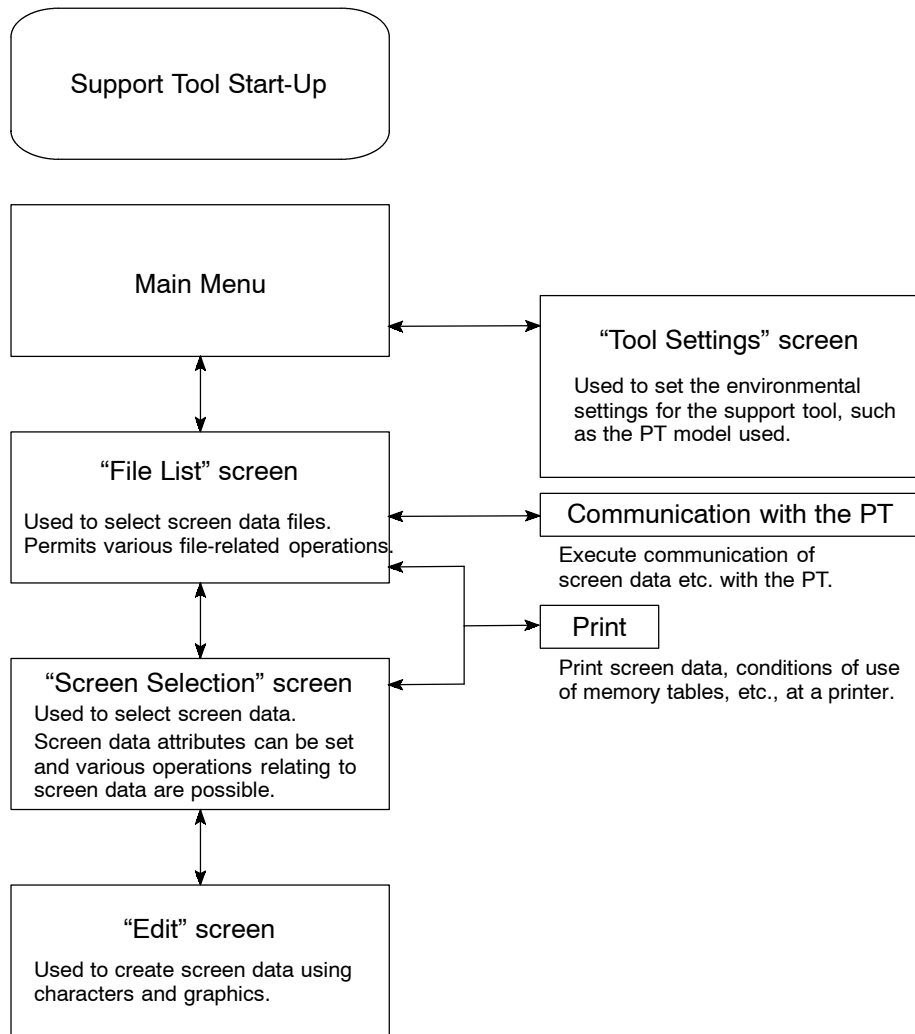 Support Tool Start-Up
Main Menu
“Tool Settings” screen
Used to set the environmental
settings for the support tool, such
as the PT model used.
“File List” screen
Used to select screen data files.
Permits various file-related operations.
Communication with the PT
Execute communication of
screen data etc. with the PT.
Print
Print screen data, conditions of use
of memory tables, etc., at a printer.
“Screen Selection” screen
Used to select screen data.
Screen data attributes can be set
and various operations relating to
screen data are possible.
“Edit” screen
Used to create screen data using
characters and graphics.